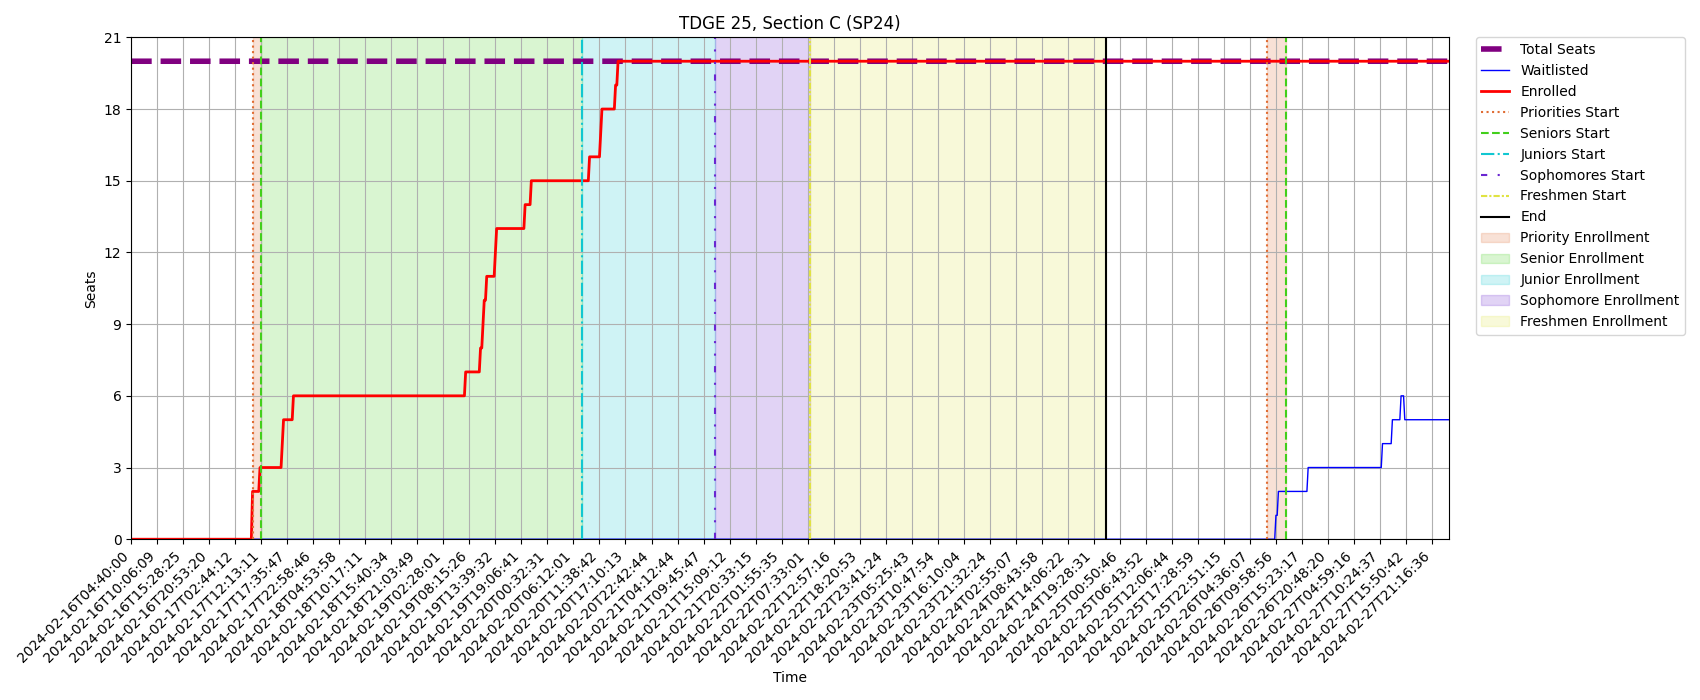 TDGE 25, Section C (SP24)
Seats
21
18
15
12
9
6
3
0
2024-02-16T04:40:00
2024-02-16T10:06:09
2024-02-16T15:28:25
2024-02-16T20:53:20
2024-02-17T02:44:12
2024-02-17T12:13:11
2024-02-17T17:35:47
2024-02-17T22:58:46
2024-02-18T04:53:58
2024-02-18T10:17:11
2024-02-18T15:40:34
2024-02-18T21:03:49
2024-02-19T02:28:01
2024-02-19T08:15:26
2024-02-19T13:39:32
2024-02-19T19:06:41
2024-02-20T00:32:31
2024-02-20T06:12:01
2024-02-20T11:38:42
2024-02-20T17:10:13
2024-02-20T22:42:44
2024-02-21T04:12:44
2024-02-21T09:45:47
2024-02-21T15:09:12
2024-02-21T20:33:15
2024-02-22T01:55:35
2024-02-22T07:33:01
2024-02-22T12:57:16
2024-02-22T18:20:53
2024-02-22T23:41:24
2024-02-23T05:25:43
2024-02-23T10:47:54
2024-02-23T16:10:04
2024-02-23T21:32:24
2024-02-24T02:55:07
2024-02-24T08:43:58
2024-02-24T14:06:22
2024-02-24T19:28:31
2024-02-25T00:50:46
2024-02-25T06:43:52
2024-02-25T12:06:44
2024-02-25T17:28:59
2024-02-25T22:51:15
2024-02-26T04:36:07
2024-02-26T09:58:56
2024-02-26T15:23:17
2024-02-26T20:48:20
2024-02-27T04:59:16
2024-02-27T10:24:37
2024-02-27T15:50:42
2024-02-27T21:16:36
Time
Total Seats
Waitlisted
Enrolled
Priorities Start
Seniors Start
Juniors Start
Sophomores Start
Freshmen Start
End
Priority Enrollment
Senior Enrollment
Junior Enrollment
Sophomore Enrollment
Freshmen Enrollment